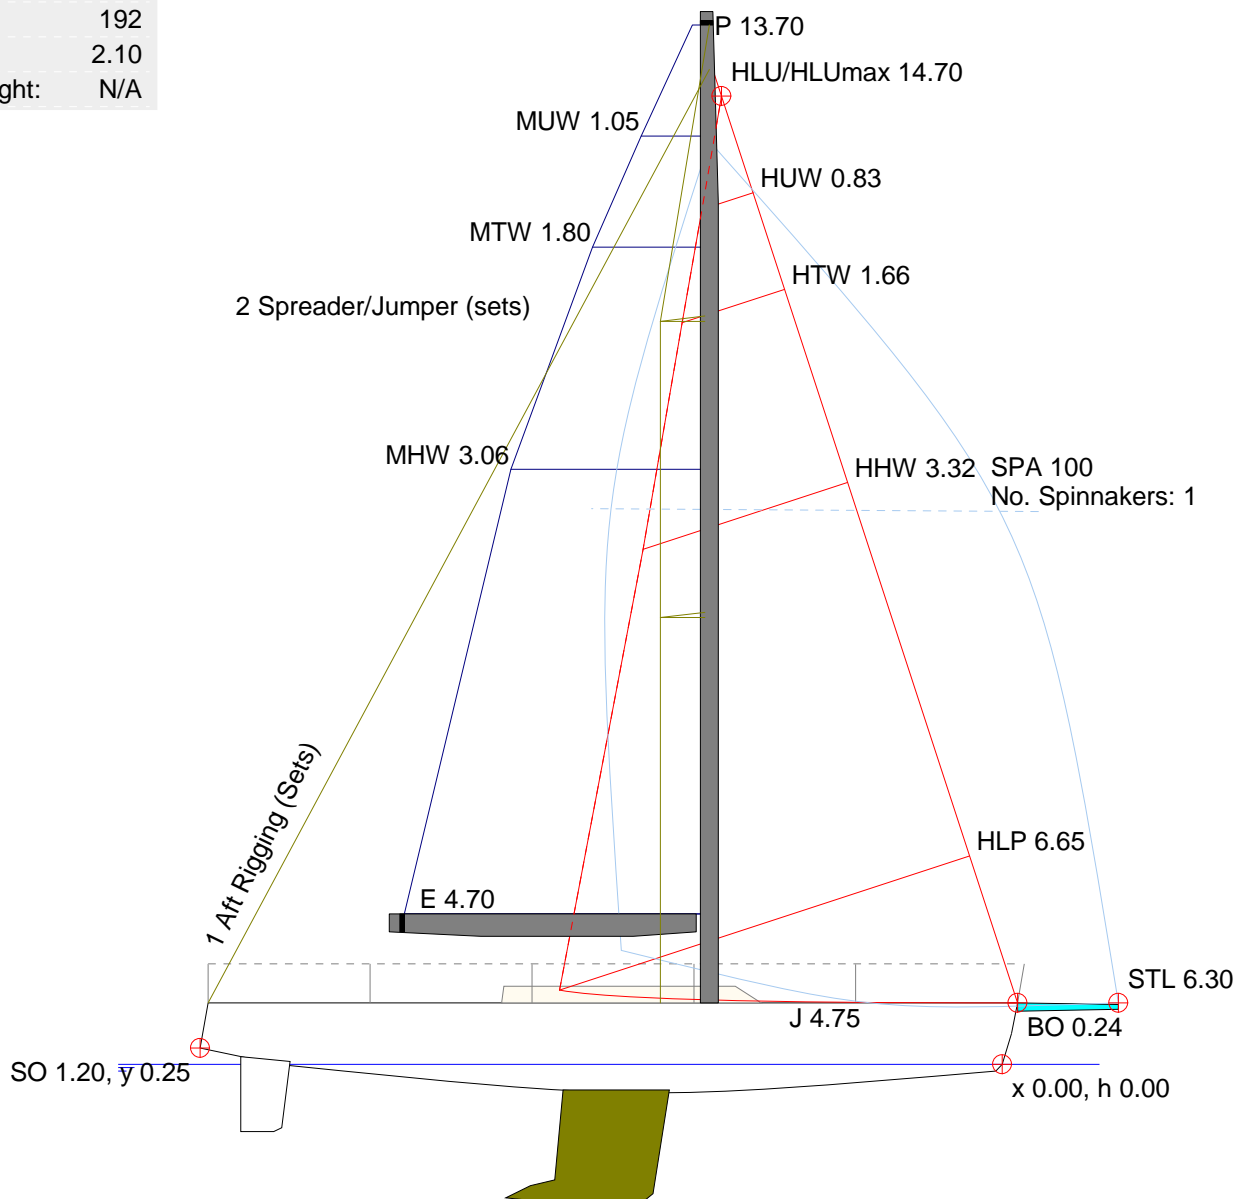 192
2.10
ght: N/A
P 13.70
HLU/HLUmax 14.70
MUW 1.05
HUW 0.83
MTW 1.80
HTW 1.66
2 Spreader/Jumper (sets)
MHW 3.06
HHW 3.32 SPA 100
No. Spinnakers: 1
HLP 6.65
E 4.70
1 Aft Rigging (Sets)
STL 6.30
J 4.75
BO 0.24
SO 1.20, y 0.25
x 0.00, h 0.00